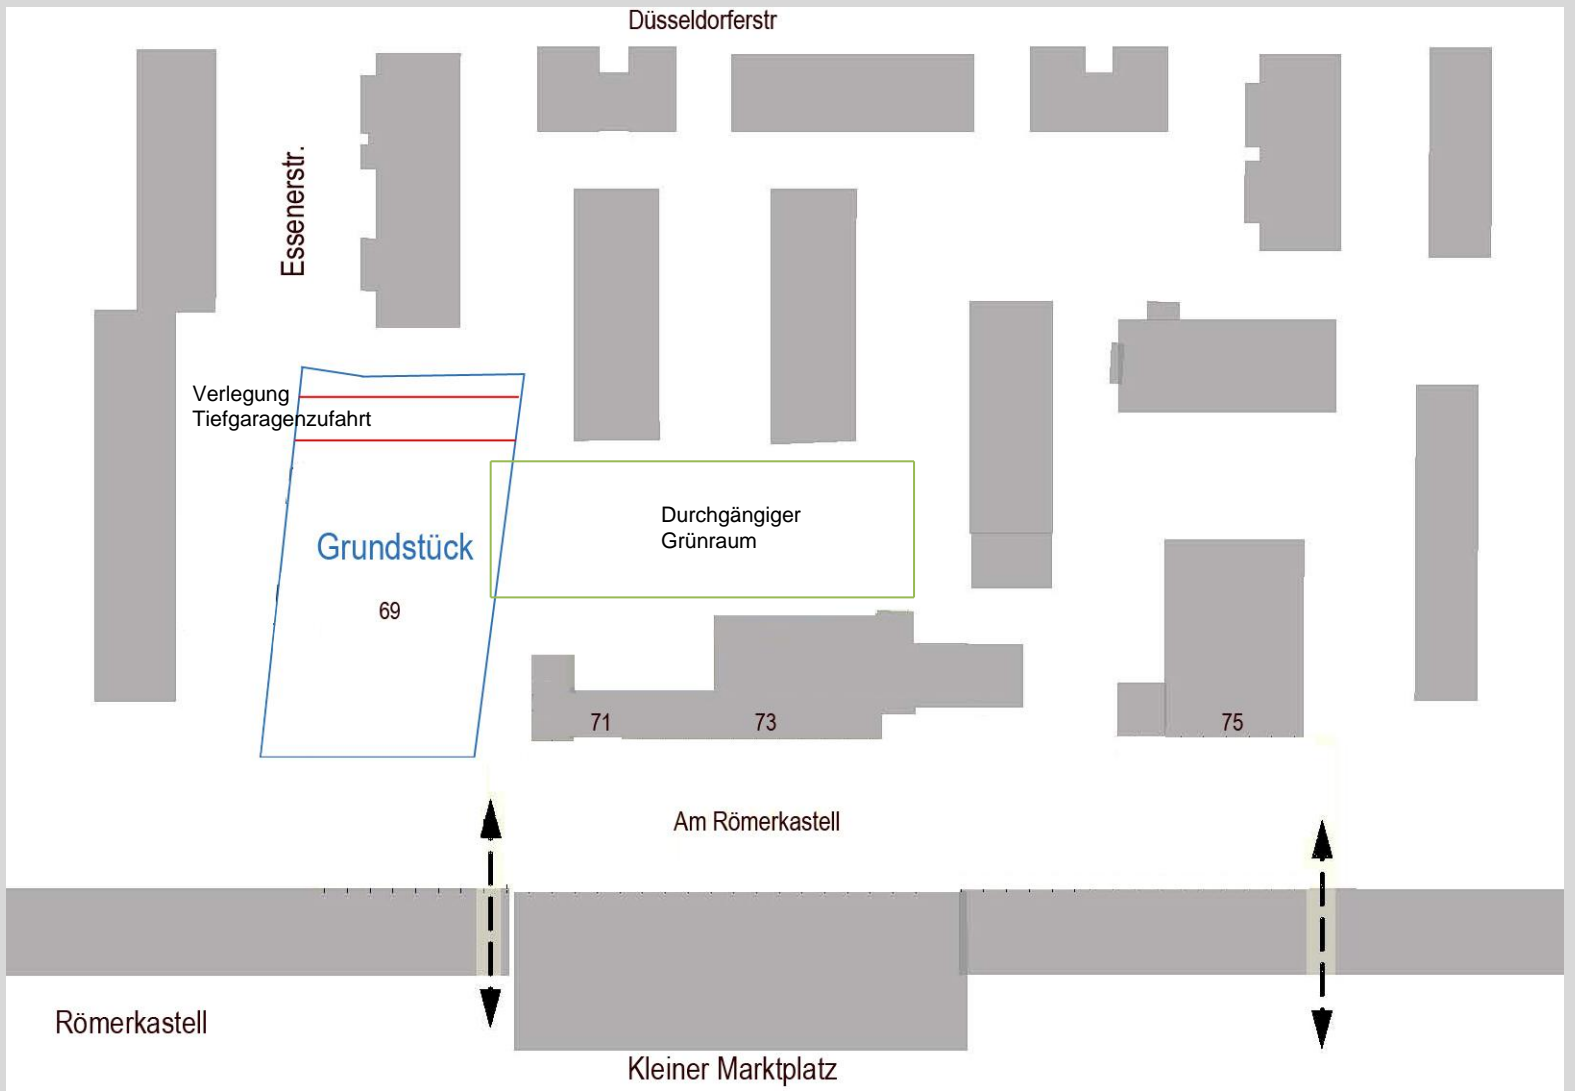 Düsseldorferstr
Essenerstr.
Verlegung
Tiefgaragenzufahrt
Durchgängiger
Grünraum
Grundstück
69
71
73
75
Am Römerkastell
Römerkastell
Kleiner Marktplatz